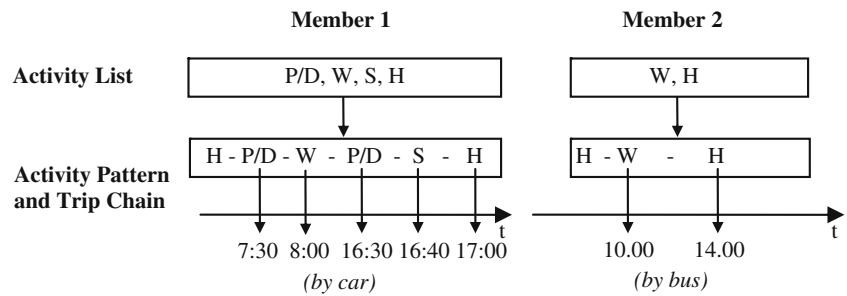 Member 1
Member 2
Activity List
P/D, W, S, H
W, H
Activity Pattern
and Trip Chain
H - P/D - W - P/D - S - H
H - W - H
t
t
7:30 8:00 16:30 16:40 17:00
10.00 14.00
(by car)
(by bus)